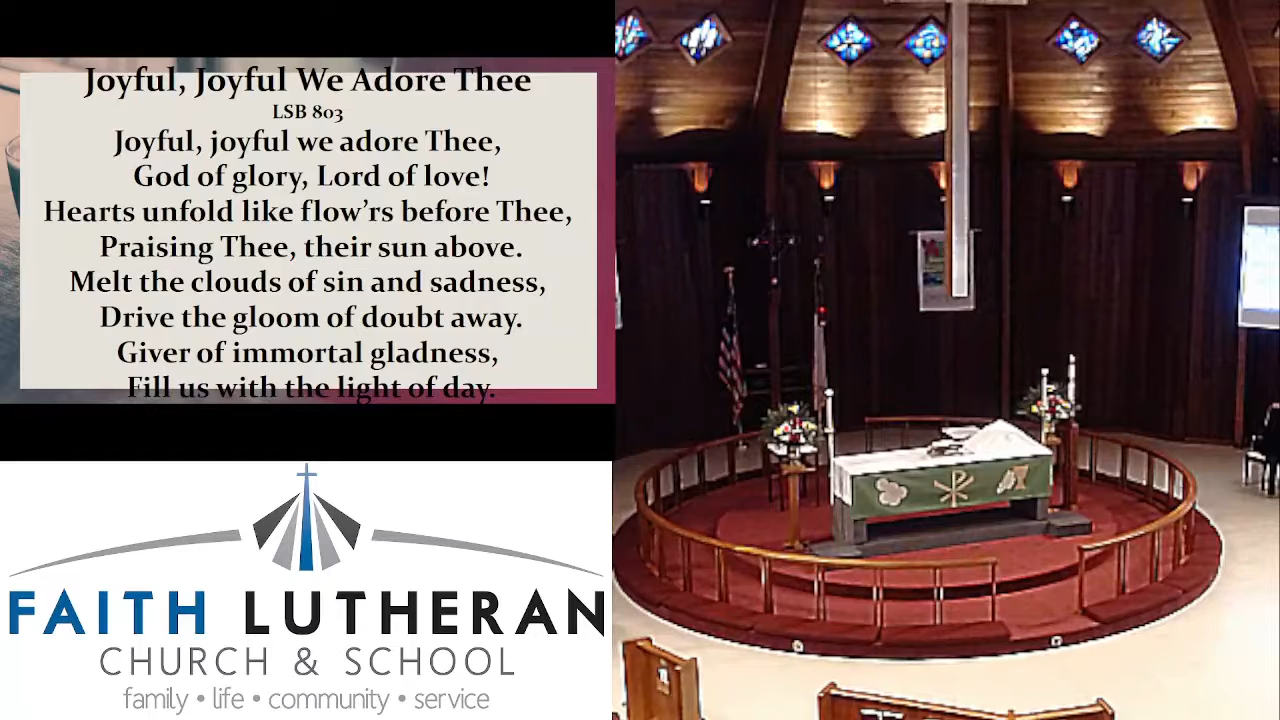 Joyful, Joyful We Adore Thee
LSB 803
Joyful, joyful we adore Thee,
God of glory, Lord of love!
Hearts unfold like flow’rs before Thee,
Praising Thee, their sun above.
Melt the clouds of sin and sadness,
Drive the gloom of doubt away.
Giver of immortal gladness,
Fill us with the light of day.
FAITH LUTHERAN
CHURCH & SCHOOL
family • life • community • service